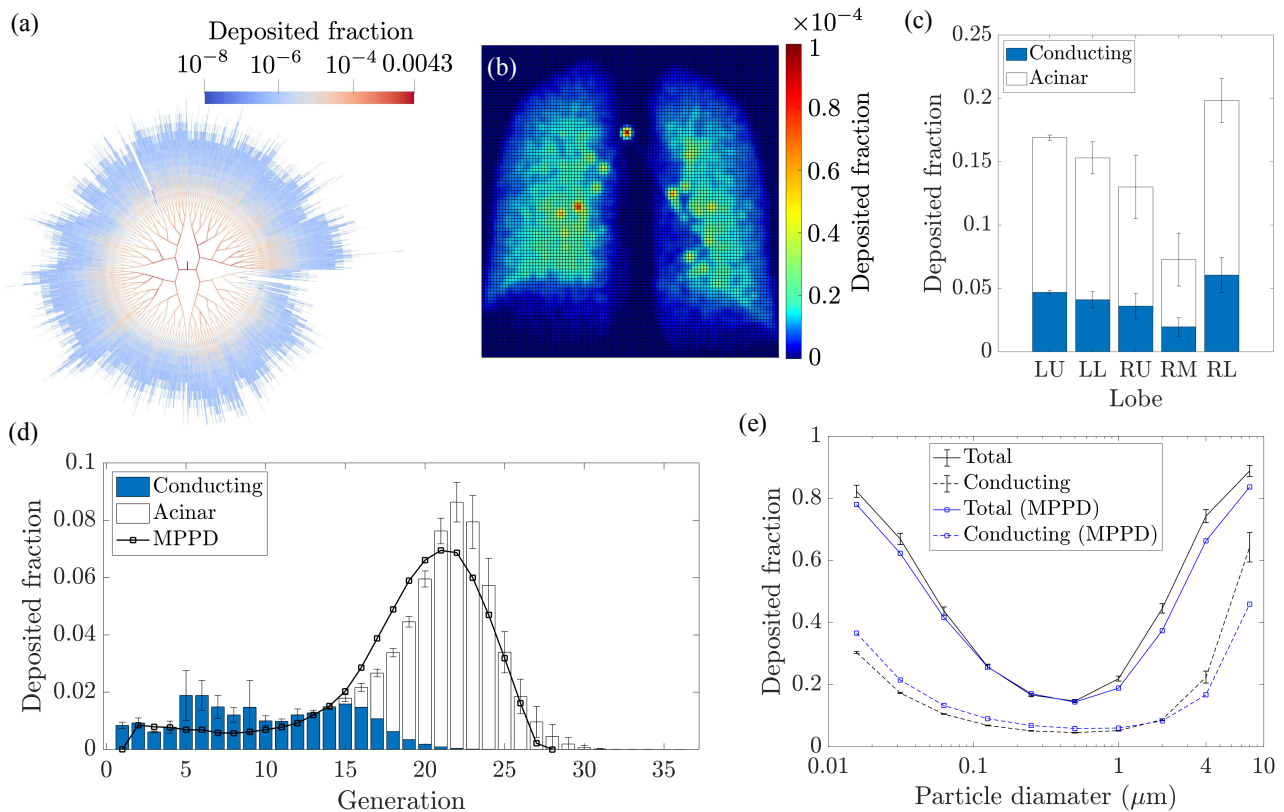 (a)
Deposited fraction
10^-8 10^-6 10^-4 0.0043
(b)
×10^-4
1
0.8
0.6
0.4
0.2
0
Deposited fraction
(c)
0.25
0.2
0.15
0.1
0.05
0
Deposited fraction
Conducting
Acinar
LU LL RU RM RL
Lobe
(d)
0.1
0.08
0.06
0.04
0.02
0
Deposited fraction
Conducting
Acinar
MPPD
0 5 10 15 20 25 30 35
Generation
(e)
1
0.8
0.6
0.4
0.2
0
Deposited fraction
Total
Conducting
Total (MPPD)
Conducting (MPPD)
0.01 0.1 1 4 10
Particle diamater (μm)